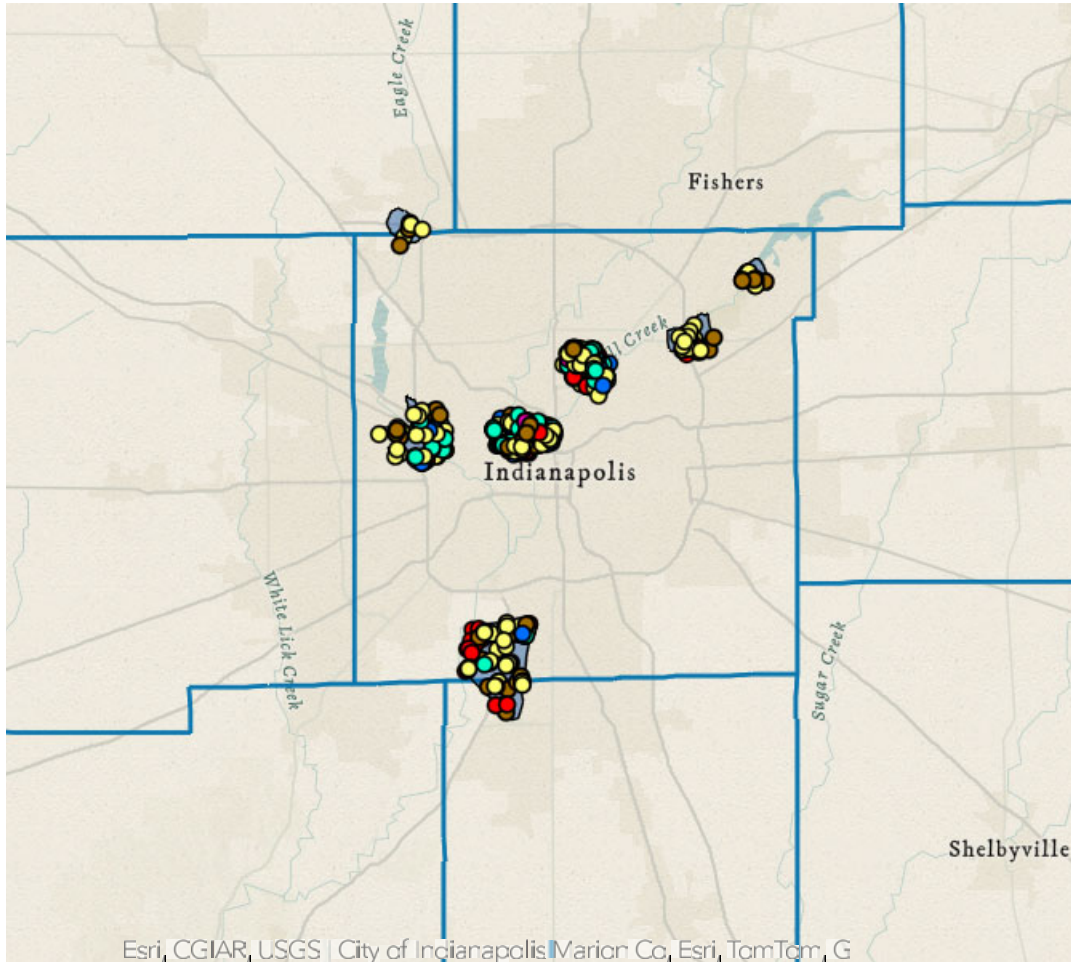 Eagle Creek
Fishers
ll Creek
Indianapolis
White Lick Creek
Sugar Creek
Shelbyville
Esri, CGIAR, USGS | City of Indianapolis Marion Co, Esri, TomTom, G